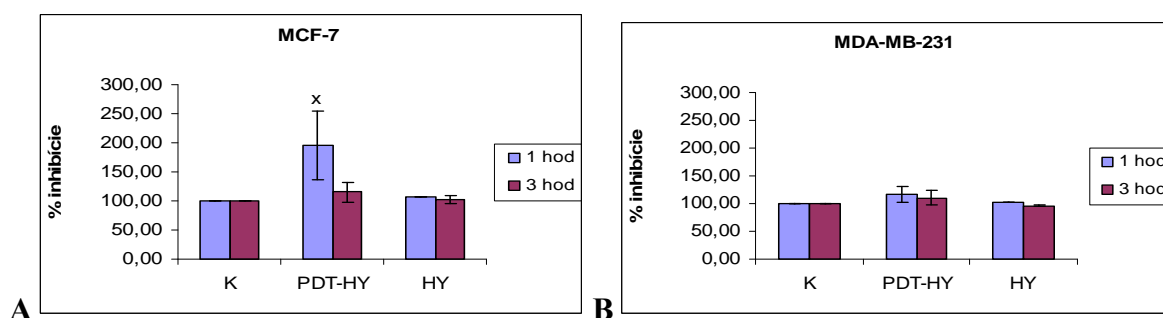 MCF-7
300,00
250,00
200,00
150,00
100,00
50,00
0,00
% inhibície
x
K PDT-HY HY
1 hod
3 hod
A
MDA-MB-231
300,00
250,00
200,00
150,00
100,00
50,00
0,00
% inhibície
K PDT-HY HY
1 hod
3 hod
B